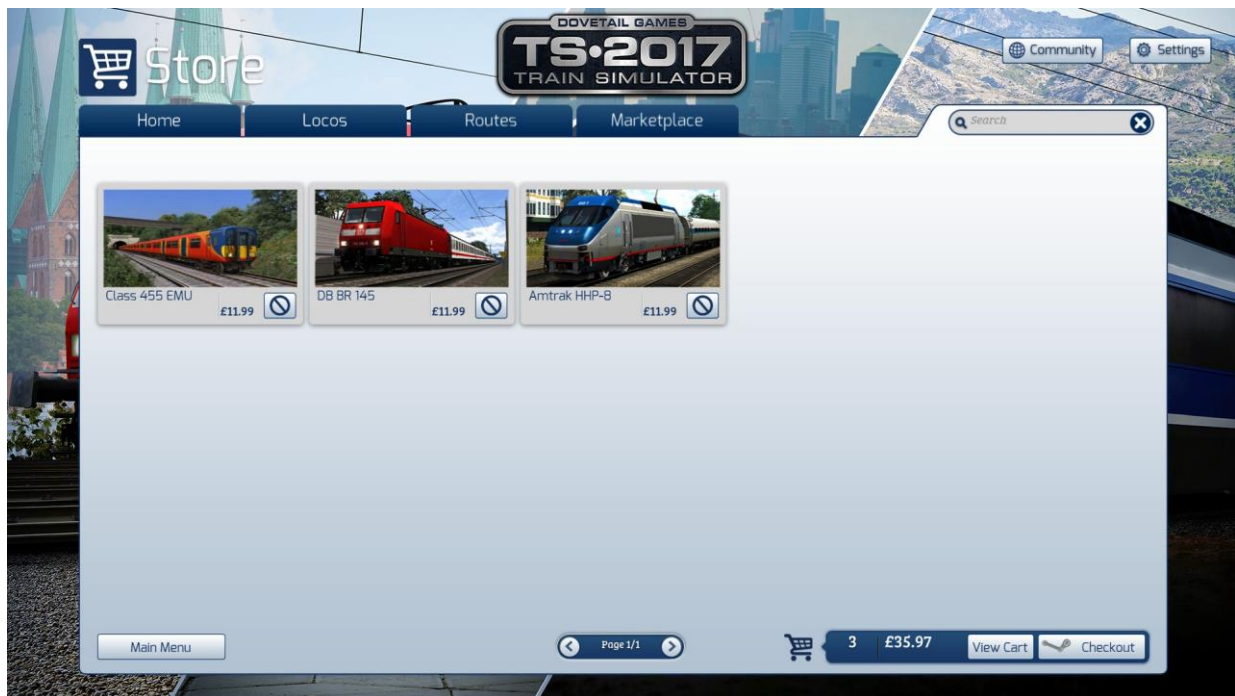 Store
DOVETAIL GAMES
TS•2017
TRAIN SIMULATOR
Community
Settings
Home
Locos
Routes
Marketplace
Search
Class 455 EMU
£11.99
DB BR 145
£11.99
Amtrak HHP-8
£11.99
Main Menu
Page 1/1
3
£35.97
View Cart
Checkout